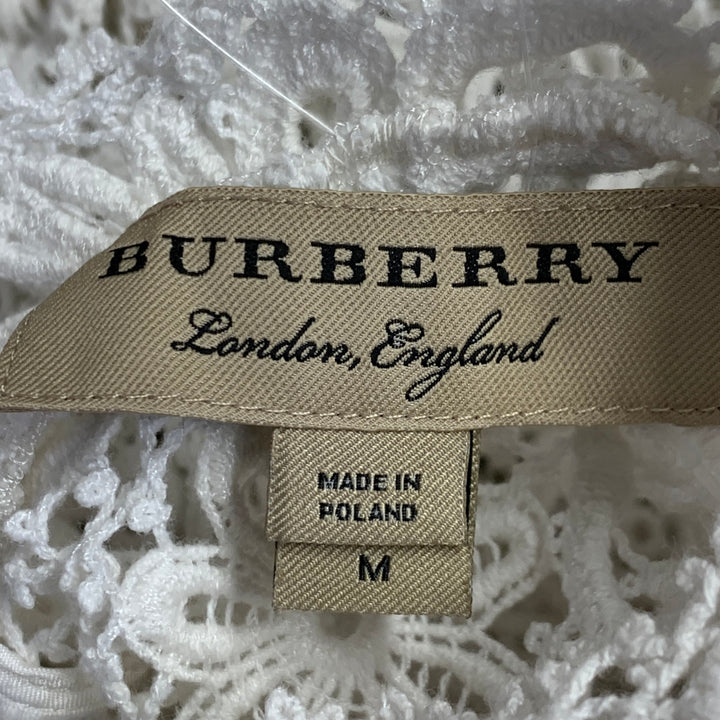 BURBERRY
London, England
MADE IN
POLAND
M